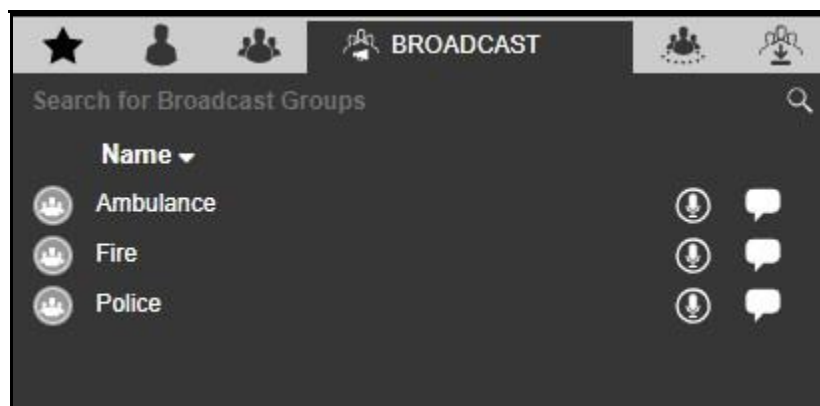 BROADCAST
Search for Broadcast Groups
Name
Ambulance
Fire
Police